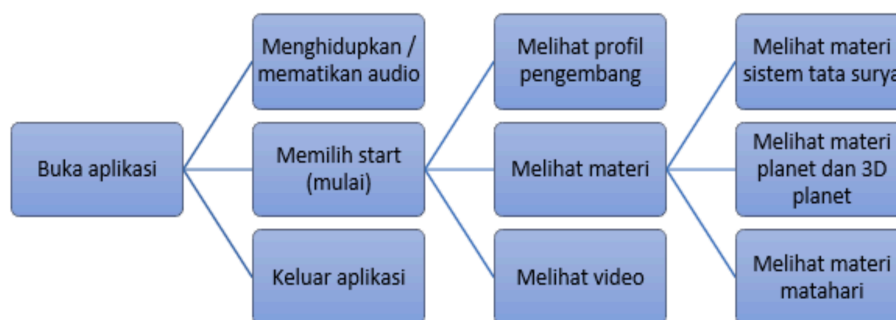 Menghidupkan /
mematikan audio
Melihat profil
pengembang
Melihat materi
sistem tata surya
Buka aplikasi
Memilih start
(mulai)
Melihat materi
Melihat materi
planet dan 3D
planet
Keluar aplikasi
Melihat video
Melihat materi
matahari